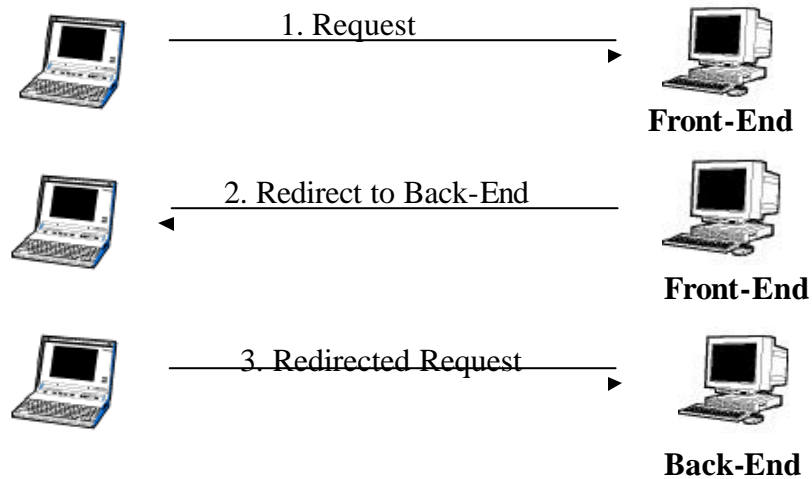 1. Request
Front-End
2. Redirect to Back-End
Front-End
3. Redirected Request
Back-End